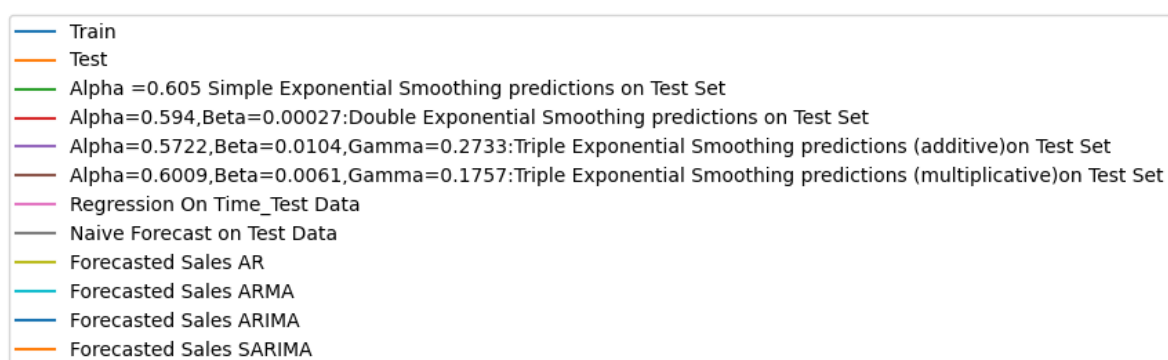 Train
Test
Alpha =0.605 Simple Exponential Smoothing predictions on Test Set
Alpha=0.594,Beta=0.00027:Double Exponential Smoothing predictions on Test Set
Alpha=0.5722,Beta=0.0104,Gamma=0.2733:Triple Exponential Smoothing predictions (additive)on Test Set
Alpha=0.6009,Beta=0.0061,Gamma=0.1757:Triple Exponential Smoothing predictions (multiplicative)on Test Set
Regression On Time_Test Data
Naive Forecast on Test Data
Forecasted Sales AR
Forecasted Sales ARMA
Forecasted Sales ARIMA
Forecasted Sales SARIMA